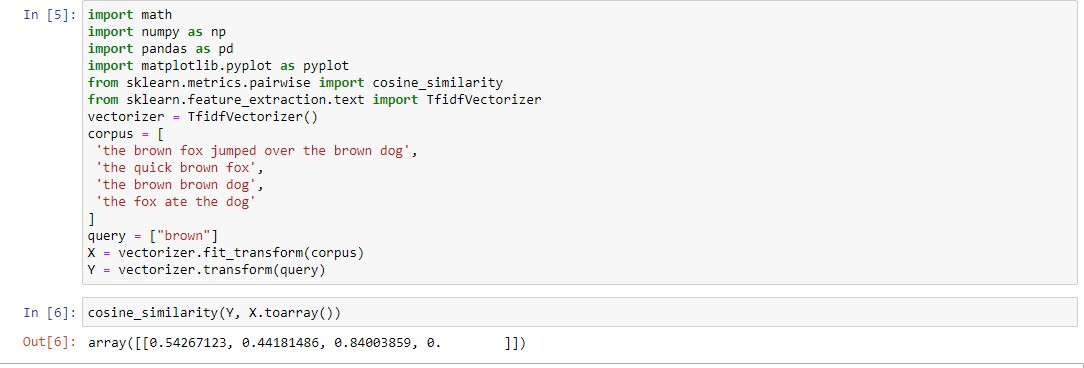 In [5]: import math
import numpy as np
import pandas as pd
import matplotlib.pyplot as pyplot
from sklearn.metrics.pairwise import cosine_similarity
from sklearn.feature_extraction.text import TfidfVectorizer
vectorizer = TfidfVectorizer()
corpus = [
 'the brown fox jumped over the brown dog',
 'the quick brown fox',
 'the brown brown dog',
 'the fox ate the dog'
]
query = ["brown"]
X = vectorizer.fit_transform(corpus)
Y = vectorizer.transform(query)
In [6]: cosine_similarity(Y, X.toarray())
Out[6]: array([[0.54267123, 0.44181486, 0.84003859, 0.        ]])